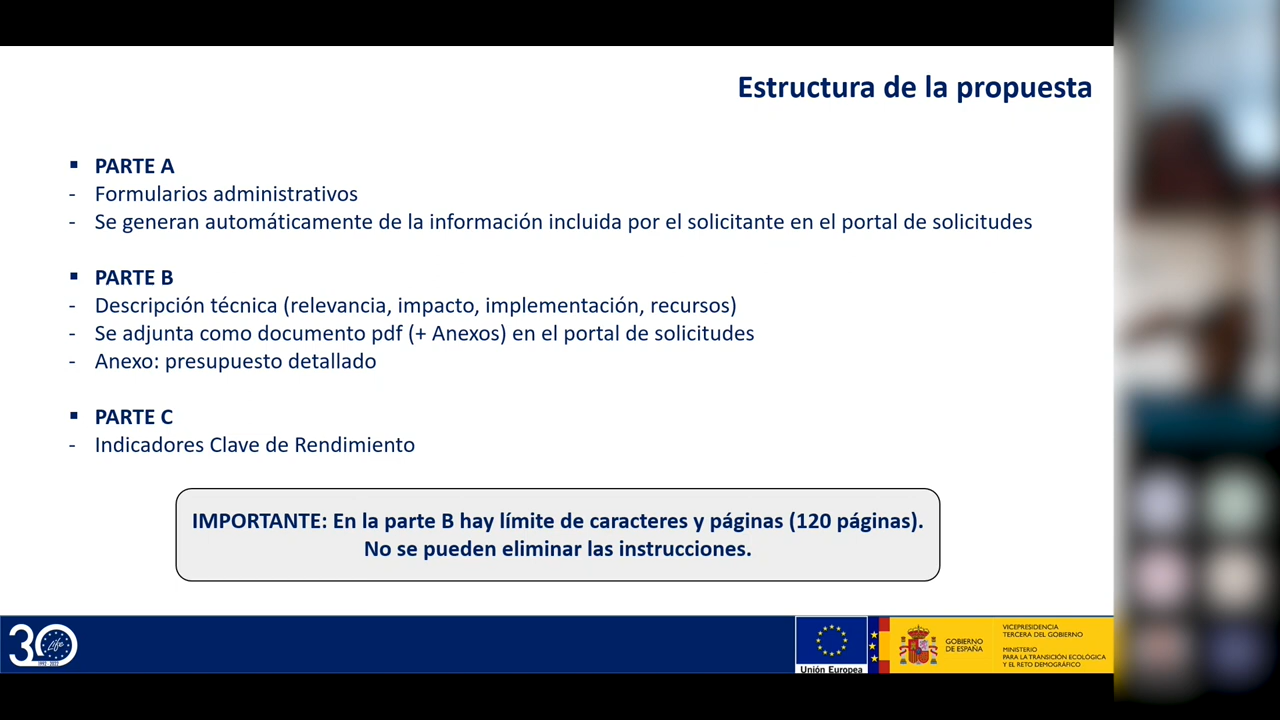 Estructura de la propuesta
▪ PARTE A
- Formularios administrativos
- Se generan automáticamente de la información incluida por el solicitante en el portal de solicitudes
▪ PARTE B
- Descripción técnica (relevancia, impacto, implementación, recursos)
- Se adjunta como documento pdf (+ Anexos) en el portal de solicitudes
- Anexo: presupuesto detallado
▪ PARTE C
- Indicadores Clave de Rendimiento
IMPORTANTE: En la parte B hay límite de caracteres y páginas (120 páginas).
No se pueden eliminar las instrucciones.
30
Life
Unión Europea
GOBIERNO
DE ESPAÑA
VICEPRESIDENCIA
TERCERA DEL GOBIERNO
MINISTERIO
PARA LA TRANSICIÓN ECOLÓGICA
Y EL RETO DEMOGRÁFICO